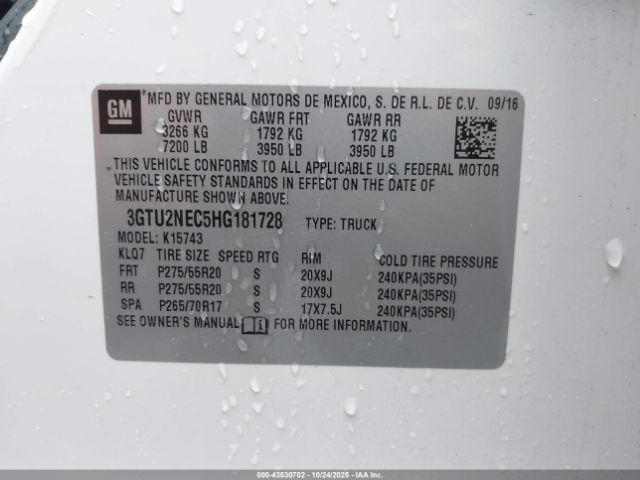 GM *MFD BY GENERAL MOTORS DE MEXICO, S. DE R.L. DE C.V. 09/16
GVWR GAWR FRT GAWR RR
3266 KG 1792 KG 1792 KG
7200 LB 3950 LB 3950 LB
*THIS VEHICLE CONFORMS TO ALL APPLICABLE U.S. FEDERAL MOTOR
VEHICLE SAFETY STANDARDS IN EFFECT ON THE DATE OF
MANUFACTURE SHOWN ABOVE.
3GTU2NEC5HG181728 TYPE: TRUCK
MODEL: K15743
KLQ7 TIRE SIZE SPEED RTG RIM COLD TIRE PRESSURE
FRT P275/55R20 S 20X9J 240KPA(35PSI)
RR P275/55R20 S 20X9J 240KPA(35PSI)
SPA P265/70R17 S 17X7.5J 240KPA(35PSI)
SEE OWNER'S MANUAL FOR MORE INFORMATION.
000-43530702 - 10/24/2025 - IAAI.COM